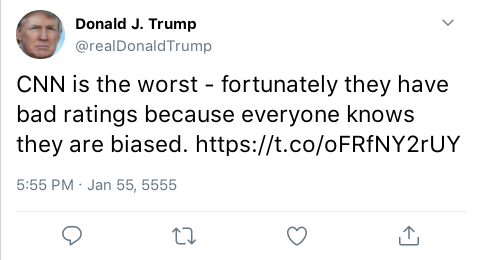 Donald J. Trump
@realDonaldTrump
CNN is the worst - fortunately they have
bad ratings because everyone knows
they are biased. https://t.co/oFRfNY2rUY
5:55 PM · Jan 55, 5555